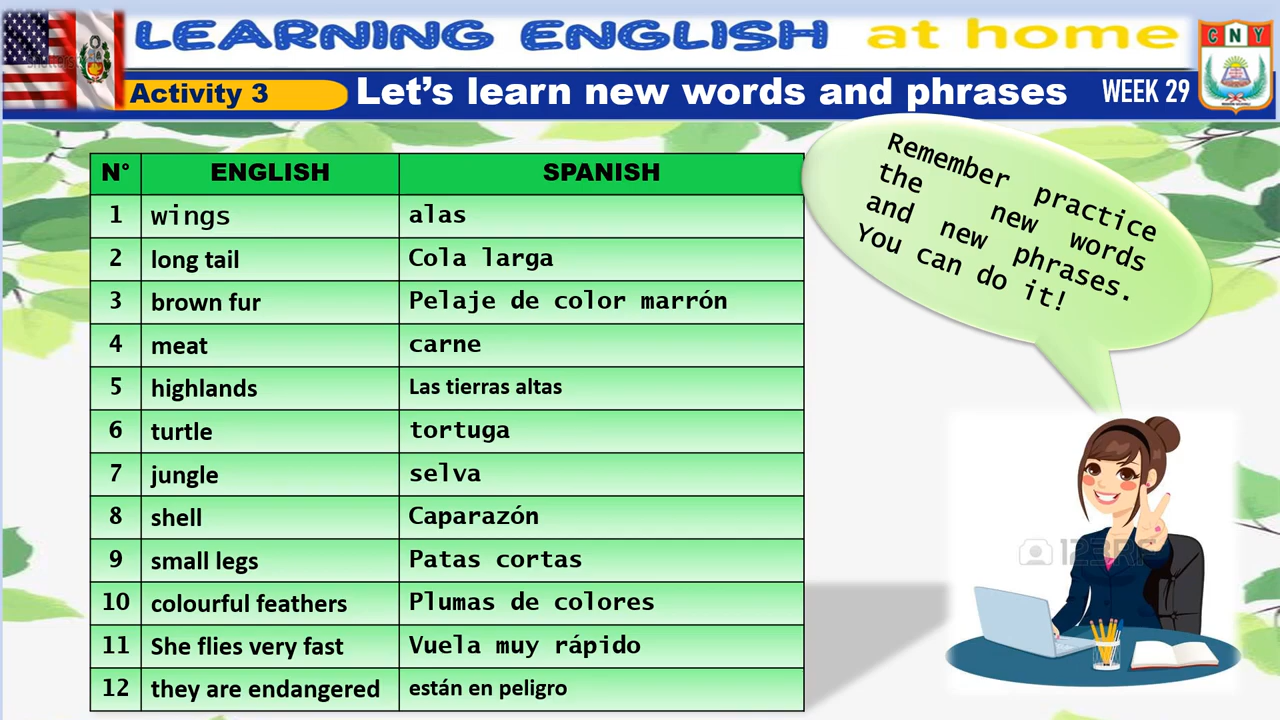 LEARNING ENGLISH at home
Activity 3 Let's learn new words and phrases WEEK 29
CNY
N° ENGLISH SPANISH
1 wings alas
2 long tail Cola larga
3 brown fur Pelaje de color marrón
4 meat carne
5 highlands Las tierras altas
6 turtle tortuga
7 jungle selva
8 shell Caparazón
9 small legs Patas cortas
10 colourful feathers Plumas de colores
11 She flies very fast Vuela muy rápido
12 they are endangered están en peligro
Remember practice
the new words
and new phrases.
You can do it!
123RF